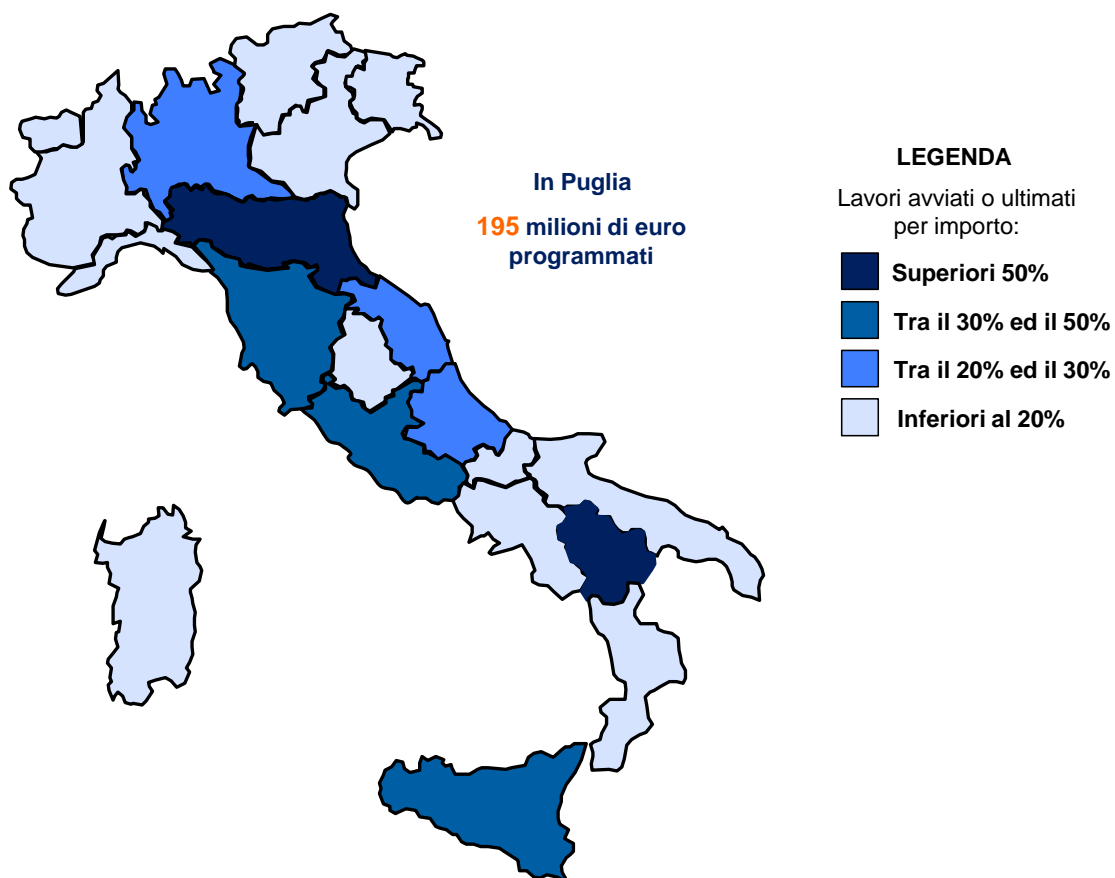 In Puglia
195 milioni di euro
programmati
LEGENDA
Lavori avviati o ultimati
per importo:
Superiori 50%
Tra il 30% ed il 50%
Tra il 20% ed il 30%
Inferiori al 20%